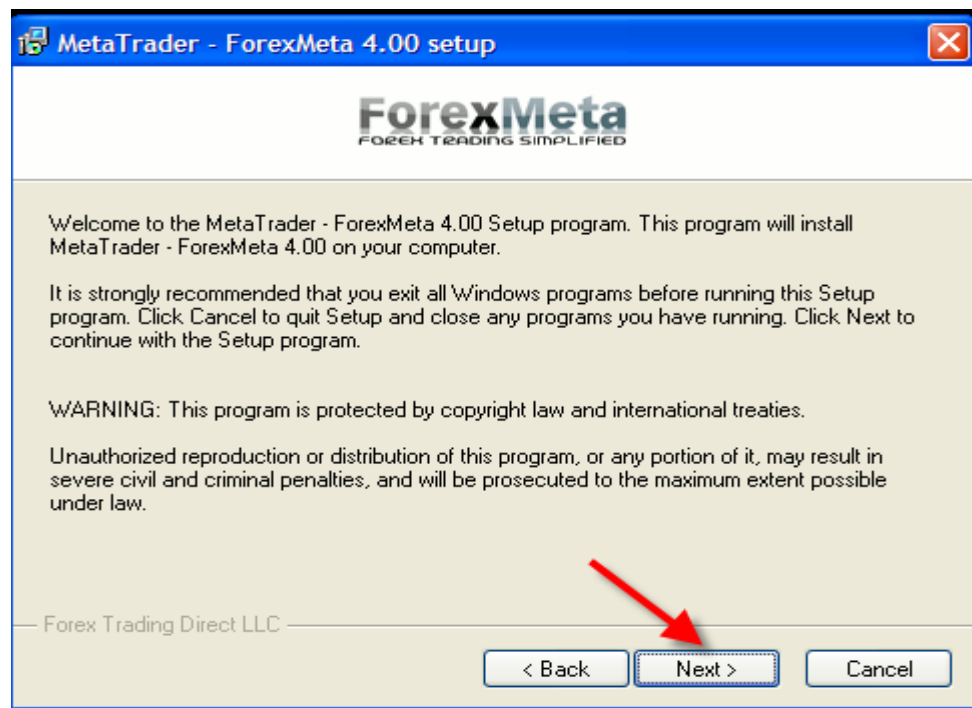 MetaTrader - ForexMeta 4.00 setup
ForexMeta
FOREX TRADING SIMPLIFIED
Welcome to the MetaTrader - ForexMeta 4.00 Setup program. This program will install
MetaTrader - ForexMeta 4.00 on your computer.
It is strongly recommended that you exit all Windows programs before running this Setup
program. Click Cancel to quit Setup and close any programs you have running. Click Next to
continue with the Setup program.
WARNING: This program is protected by copyright law and international treaties.
Unauthorized reproduction or distribution of this program, or any portion of it, may result in
severe civil and criminal penalties, and will be prosecuted to the maximum extent possible
under law.
Forex Trading Direct LLC
< Back Next > Cancel